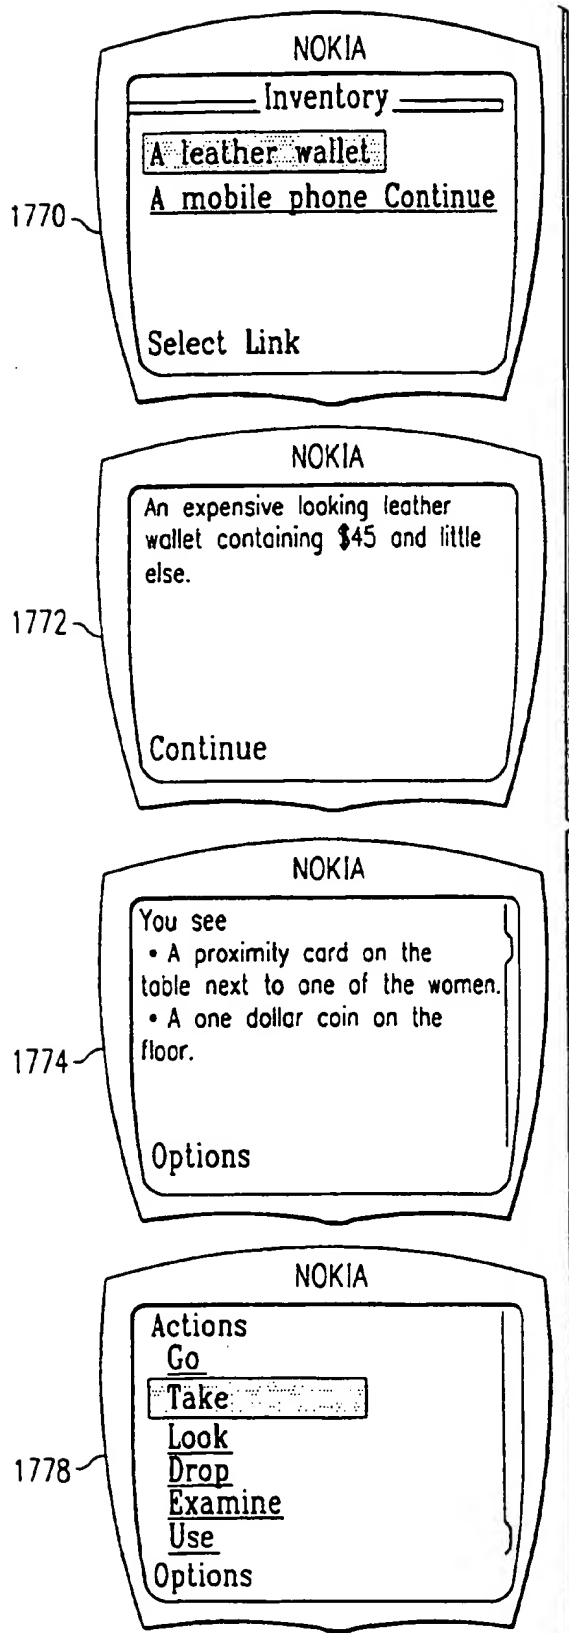 NOKIA
Inventory
A leather wallet
A mobile phone Continue
1770
Select Link
NOKIA
An expensive looking leather
wallet containing $45 and little
else.
1772
Continue
NOKIA
You see
• A proximity card on the
table next to one of the women.
• A one dollar coin on the
floor.
1774
Options
NOKIA
Actions
Go
Take
Look
1778
Drop
Examine
Use
Options